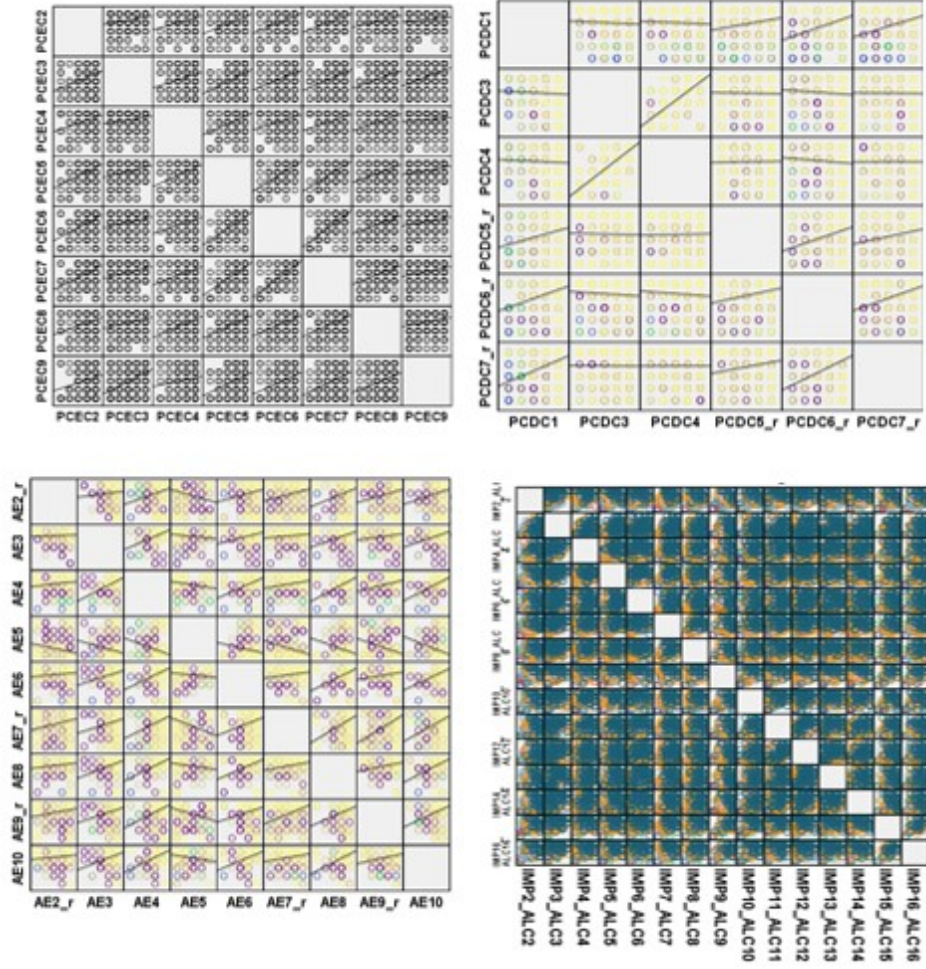 PCEC2
PCEC3
PCEC4
PCEC5
PCEC6
PCEC7
PCEC8
PCEC9
PCEC2 PCEC3 PCEC4 PCEC5 PCEC6 PCEC7 PCEC8 PCEC9
PCDC1
PCDC3
PCDC4
PCDC5_r
PCDC6_r
PCDC7_r
PCDC1 PCDC3 PCDC4 PCDC5_r PCDC6_r PCDC7_r
AE2_r
AE3
AE4
AE5
AE6
AE7_r
AE8
AE9_r
AE10
AE2_r AE3 AE4 AE5 AE6 AE7_r AE8 AE9_r AE10
IMP2_ALC2
IMP3_ALC3
IMP4_ALC4
IMP5_ALC5
IMP6_ALC6
IMP7_ALC7
IMP8_ALC8
IMP9_ALC9
IMP10_ALC10
IMP11_ALC11
IMP12_ALC12
IMP13_ALC13
IMP14_ALC14
IMP15_ALC15
IMP16_ALC16